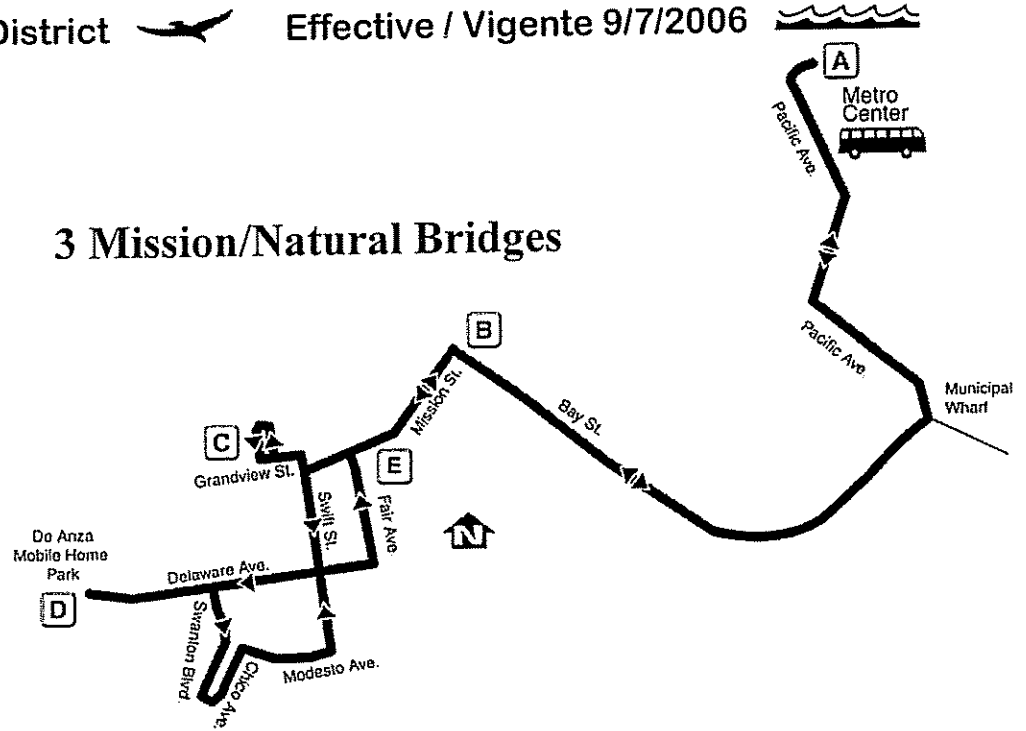 District
Effective / Vigente 9/7/2006
A
Metro
Center
Pacific Ave.
3 Mission/Natural Bridges
B
Pacific Ave.
Mission St.
Municipal
Wharf
Bay St.
C
Grandview St.
E
Swift St.
Fair Ave.
N
De Anza
Mobile Home
Park
Delaware Ave.
D
Swanton Blvd.
Chico Ave.
Modesto Ave.